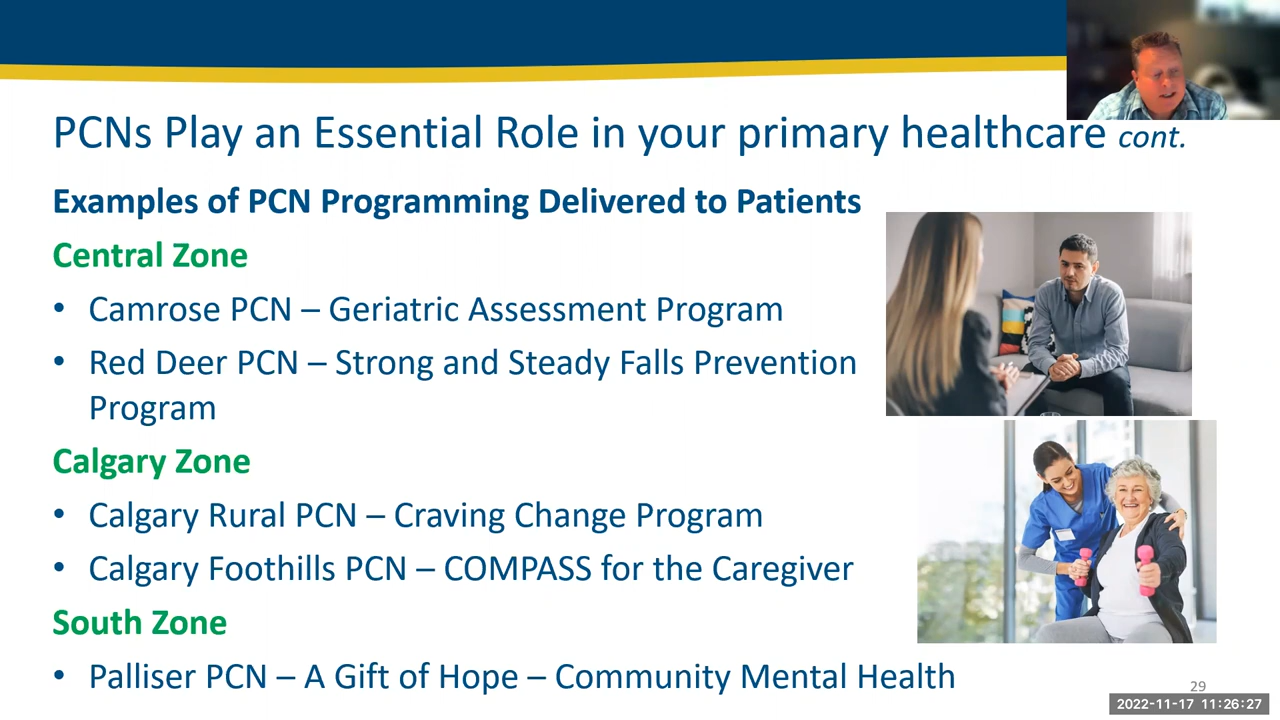 PCNs Play an Essential Role in your primary healthcare cont.
Examples of PCN Programming Delivered to Patients
Central Zone
• Camrose PCN – Geriatric Assessment Program
• Red Deer PCN – Strong and Steady Falls Prevention
Program
Calgary Zone
• Calgary Rural PCN – Craving Change Program
• Calgary Foothills PCN – COMPASS for the Caregiver
South Zone
• Palliser PCN – A Gift of Hope – Community Mental Health
29
2022-11-17 11:26:27